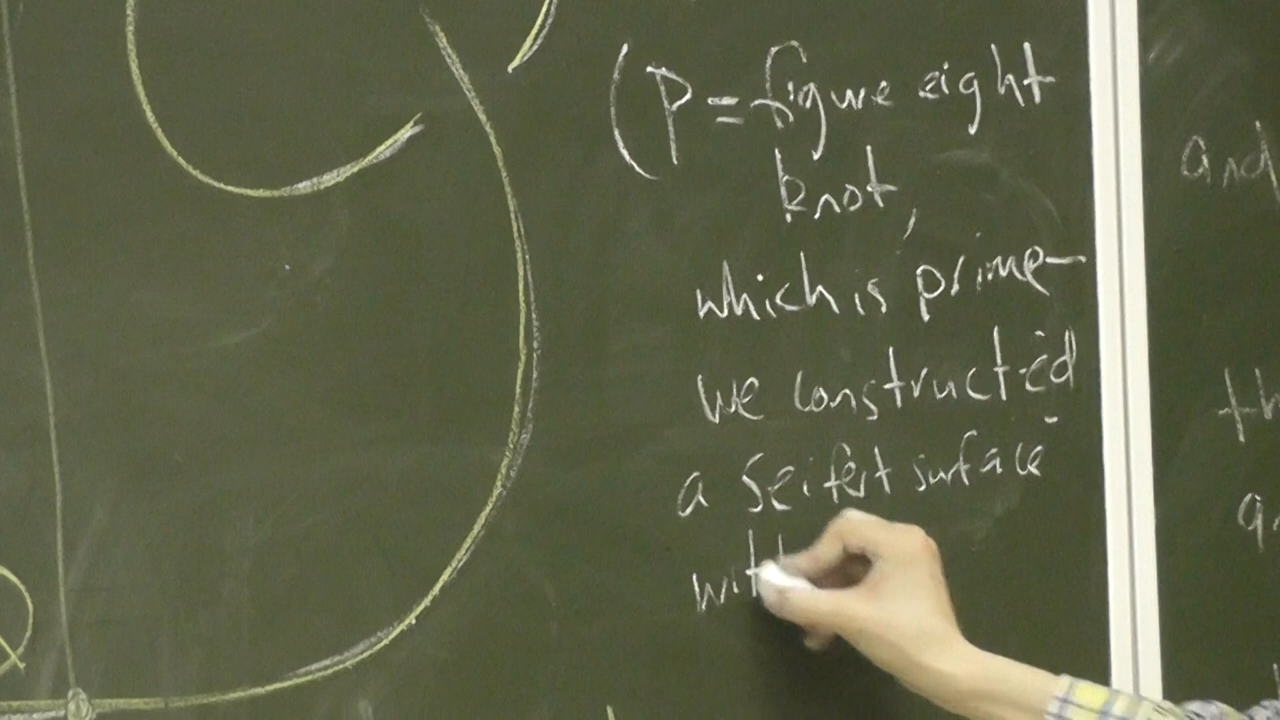 (P = figure eight
knot,
which is prime-
we constructed
a Seifert surface
with
and
th